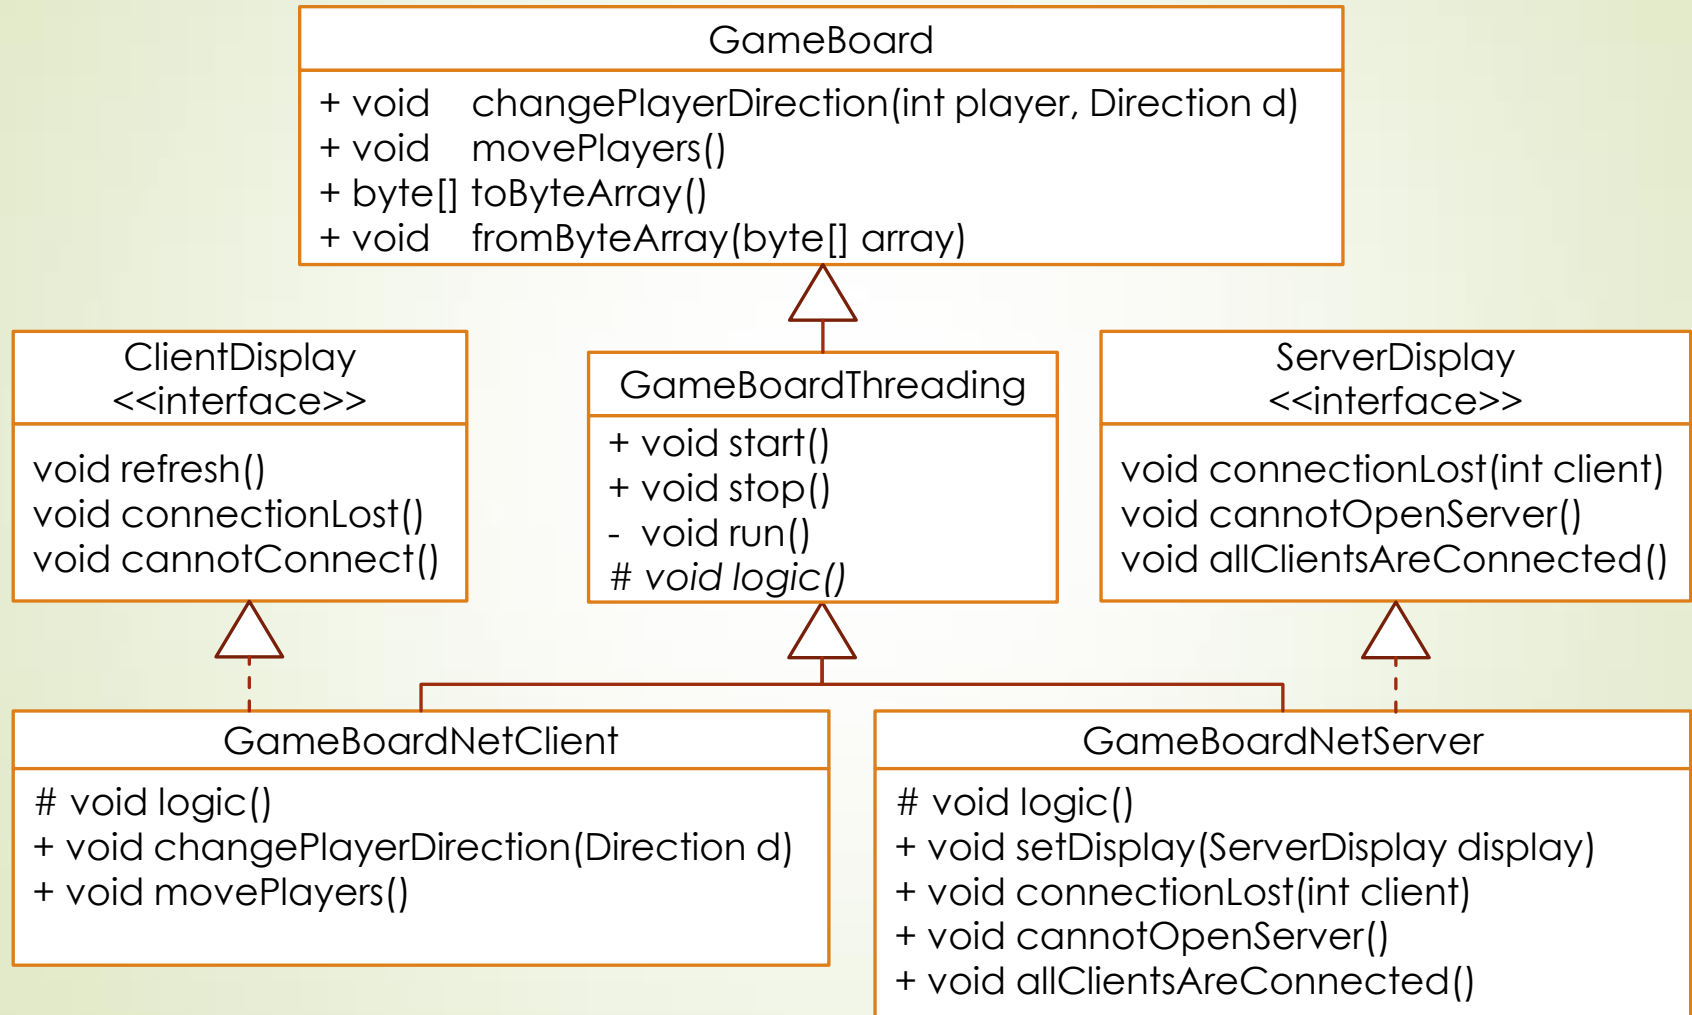 GameBoard
+ void changePlayerDirection(int player, Direction d)
+ void movePlayers()
+ byte[] toByteArray()
+ void fromByteArray(byte[] array)
ClientDisplay
<<interface>>
void refresh()
void connectionLost()
void cannotConnect()
GameBoardThreading
+ void start()
+ void stop()
- void run()
# void logic()
ServerDisplay
<<interface>>
void connectionLost(int client)
void cannotOpenServer()
void allClientsAreConnected()
GameBoardNetClient
# void logic()
+ void changePlayerDirection(Direction d)
+ void movePlayers()
GameBoardNetServer
# void logic()
+ void setDisplay(ServerDisplay display)
+ void connectionLost(int client)
+ void cannotOpenServer()
+ void allClientsAreConnected()